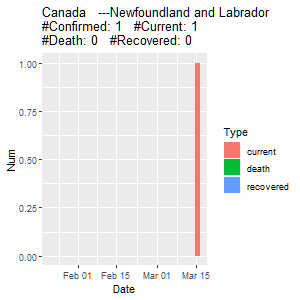 Canada   ---Newfoundland and Labrador
#Confirmed: 1   #Current: 1
#Death: 0   #Recovered: 0
1.00
0.75
0.50
0.25
0.00
Num
Feb 01
Feb 15
Mar 01
Mar 15
Date
Type
current
death
recovered